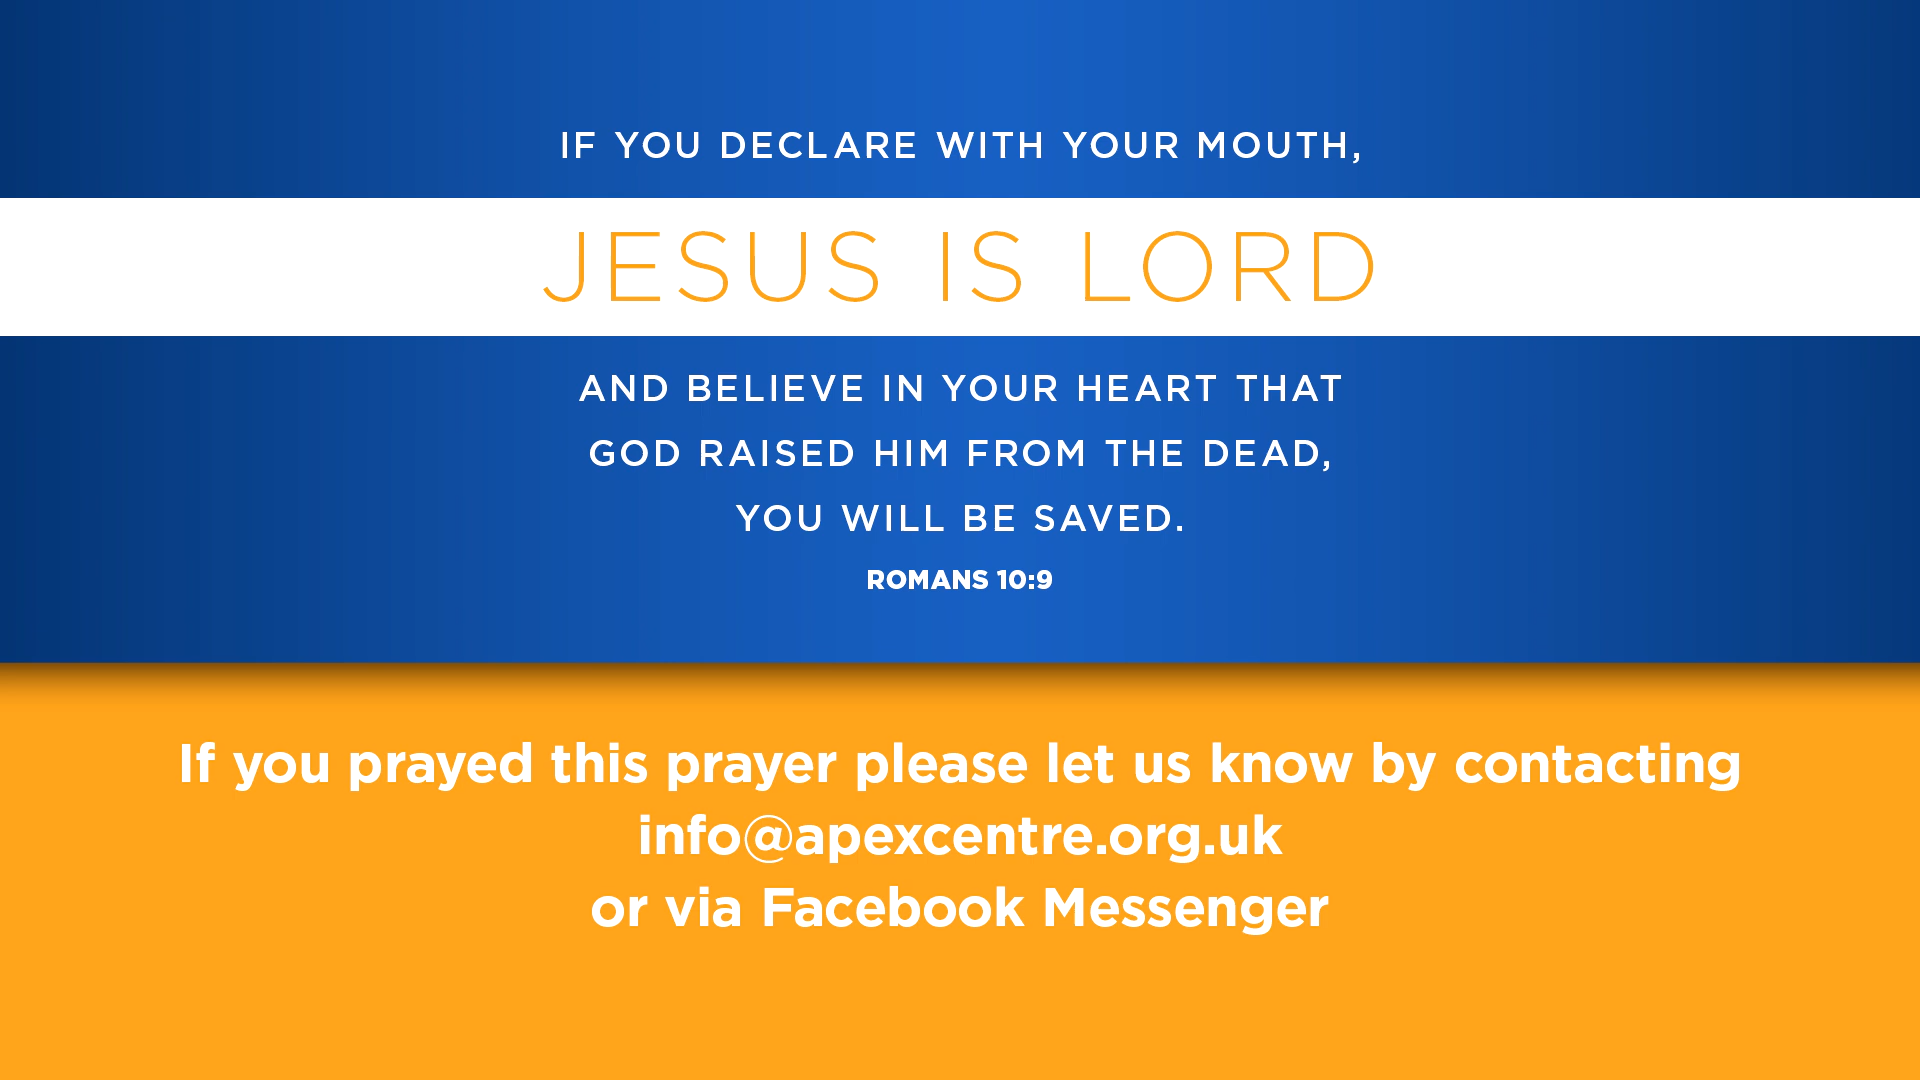 IF YOU DECLARE WITH YOUR MOUTH,
JESUS IS LORD
AND BELIEVE IN YOUR HEART THAT
GOD RAISED HIM FROM THE DEAD,
YOU WILL BE SAVED.
ROMANS 10:9
If you prayed this prayer please let us know by contacting
info@apexcentre.org.uk
or via Facebook Messenger